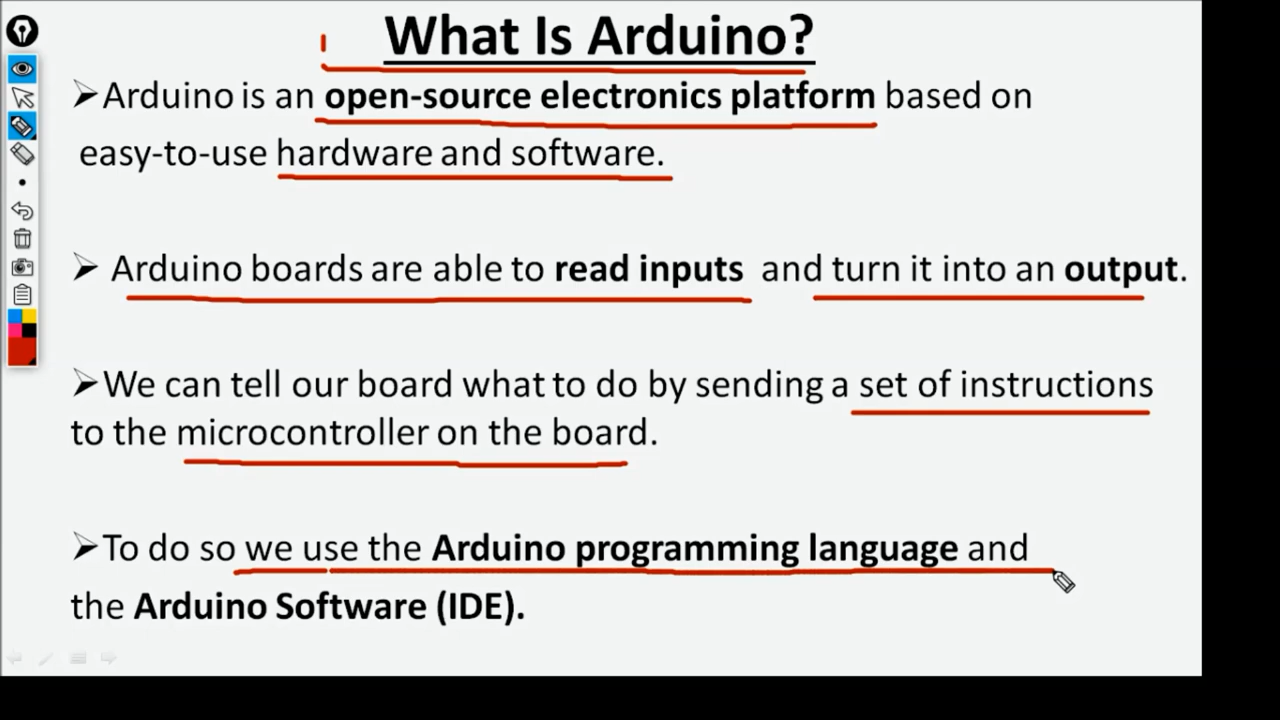 What Is Arduino?
➢Arduino is an open-source electronics platform based on
easy-to-use hardware and software.
➢ Arduino boards are able to read inputs and turn it into an output.
➢We can tell our board what to do by sending a set of instructions
to the microcontroller on the board.
➢To do so we use the Arduino programming language and
the Arduino Software (IDE).